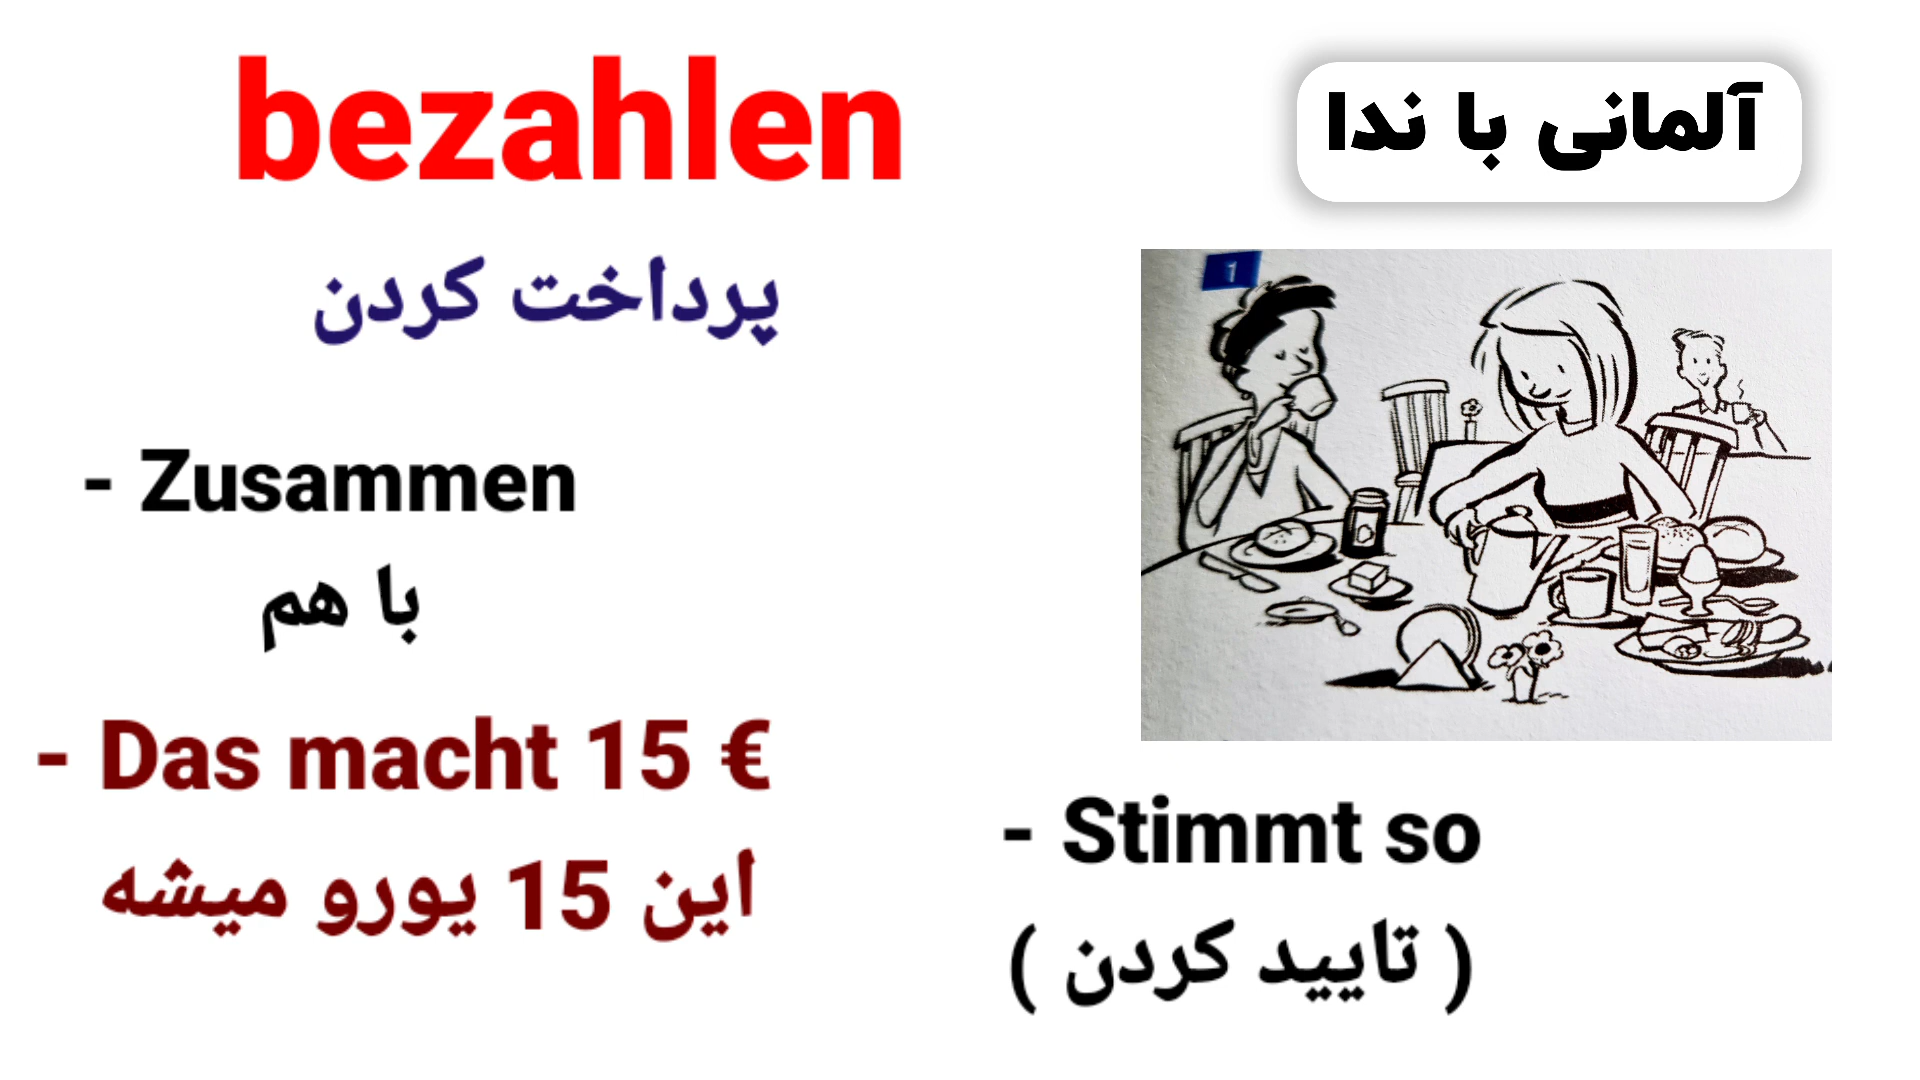 bezahlen
پرداخت کردن
- Zusammen
با هم
- Das macht 15 €
این 15 یورو میشه
آلمانی با ندا
1
- Stimmt so
( تایید کردن )